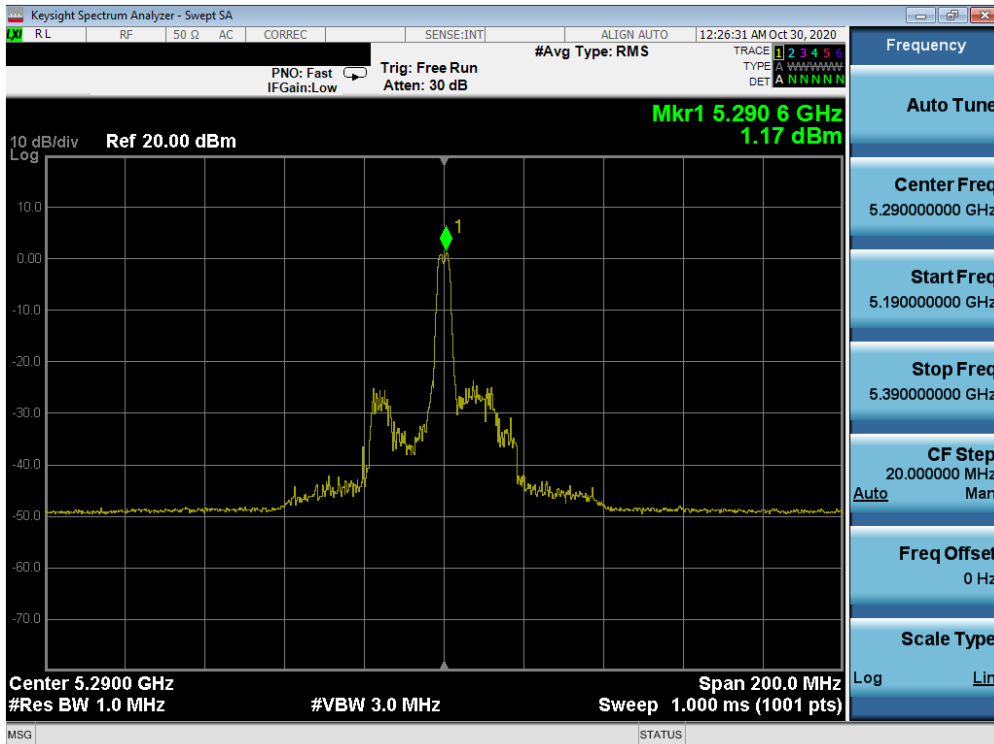 Keysight Spectrum Analyzer - Swept SA
LXI RL RF 50 Ω AC CORREC SENSE:INT ALIGN AUTO 12:26:31 AM Oct 30, 2020
#Avg Type: RMS
TRACE 1 2 3 4 5 6
TYPE A WWWWW
DET A N N N N N
PNO: Fast
IFGain:Low
Trig: Free Run
Atten: 30 dB
Mkr1 5.290 6 GHz
1.17 dBm
10 dB/div
Log
Ref 20.00 dBm
1
10.0
0.00
-10.0
-20.0
-30.0
-40.0
-50.0
-60.0
-70.0
Center 5.2900 GHz
Span 200.0 MHz
#Res BW 1.0 MHz
#VBW 3.0 MHz
Sweep 1.000 ms (1001 pts)
MSG
STATUS
Frequency
Auto Tune
Center Freq
5.290000000 GHz
Start Freq
5.190000000 GHz
Stop Freq
5.390000000 GHz
CF Step
20.000000 MHz
Auto Man
Freq Offset
0 Hz
Scale Type
Log Lin